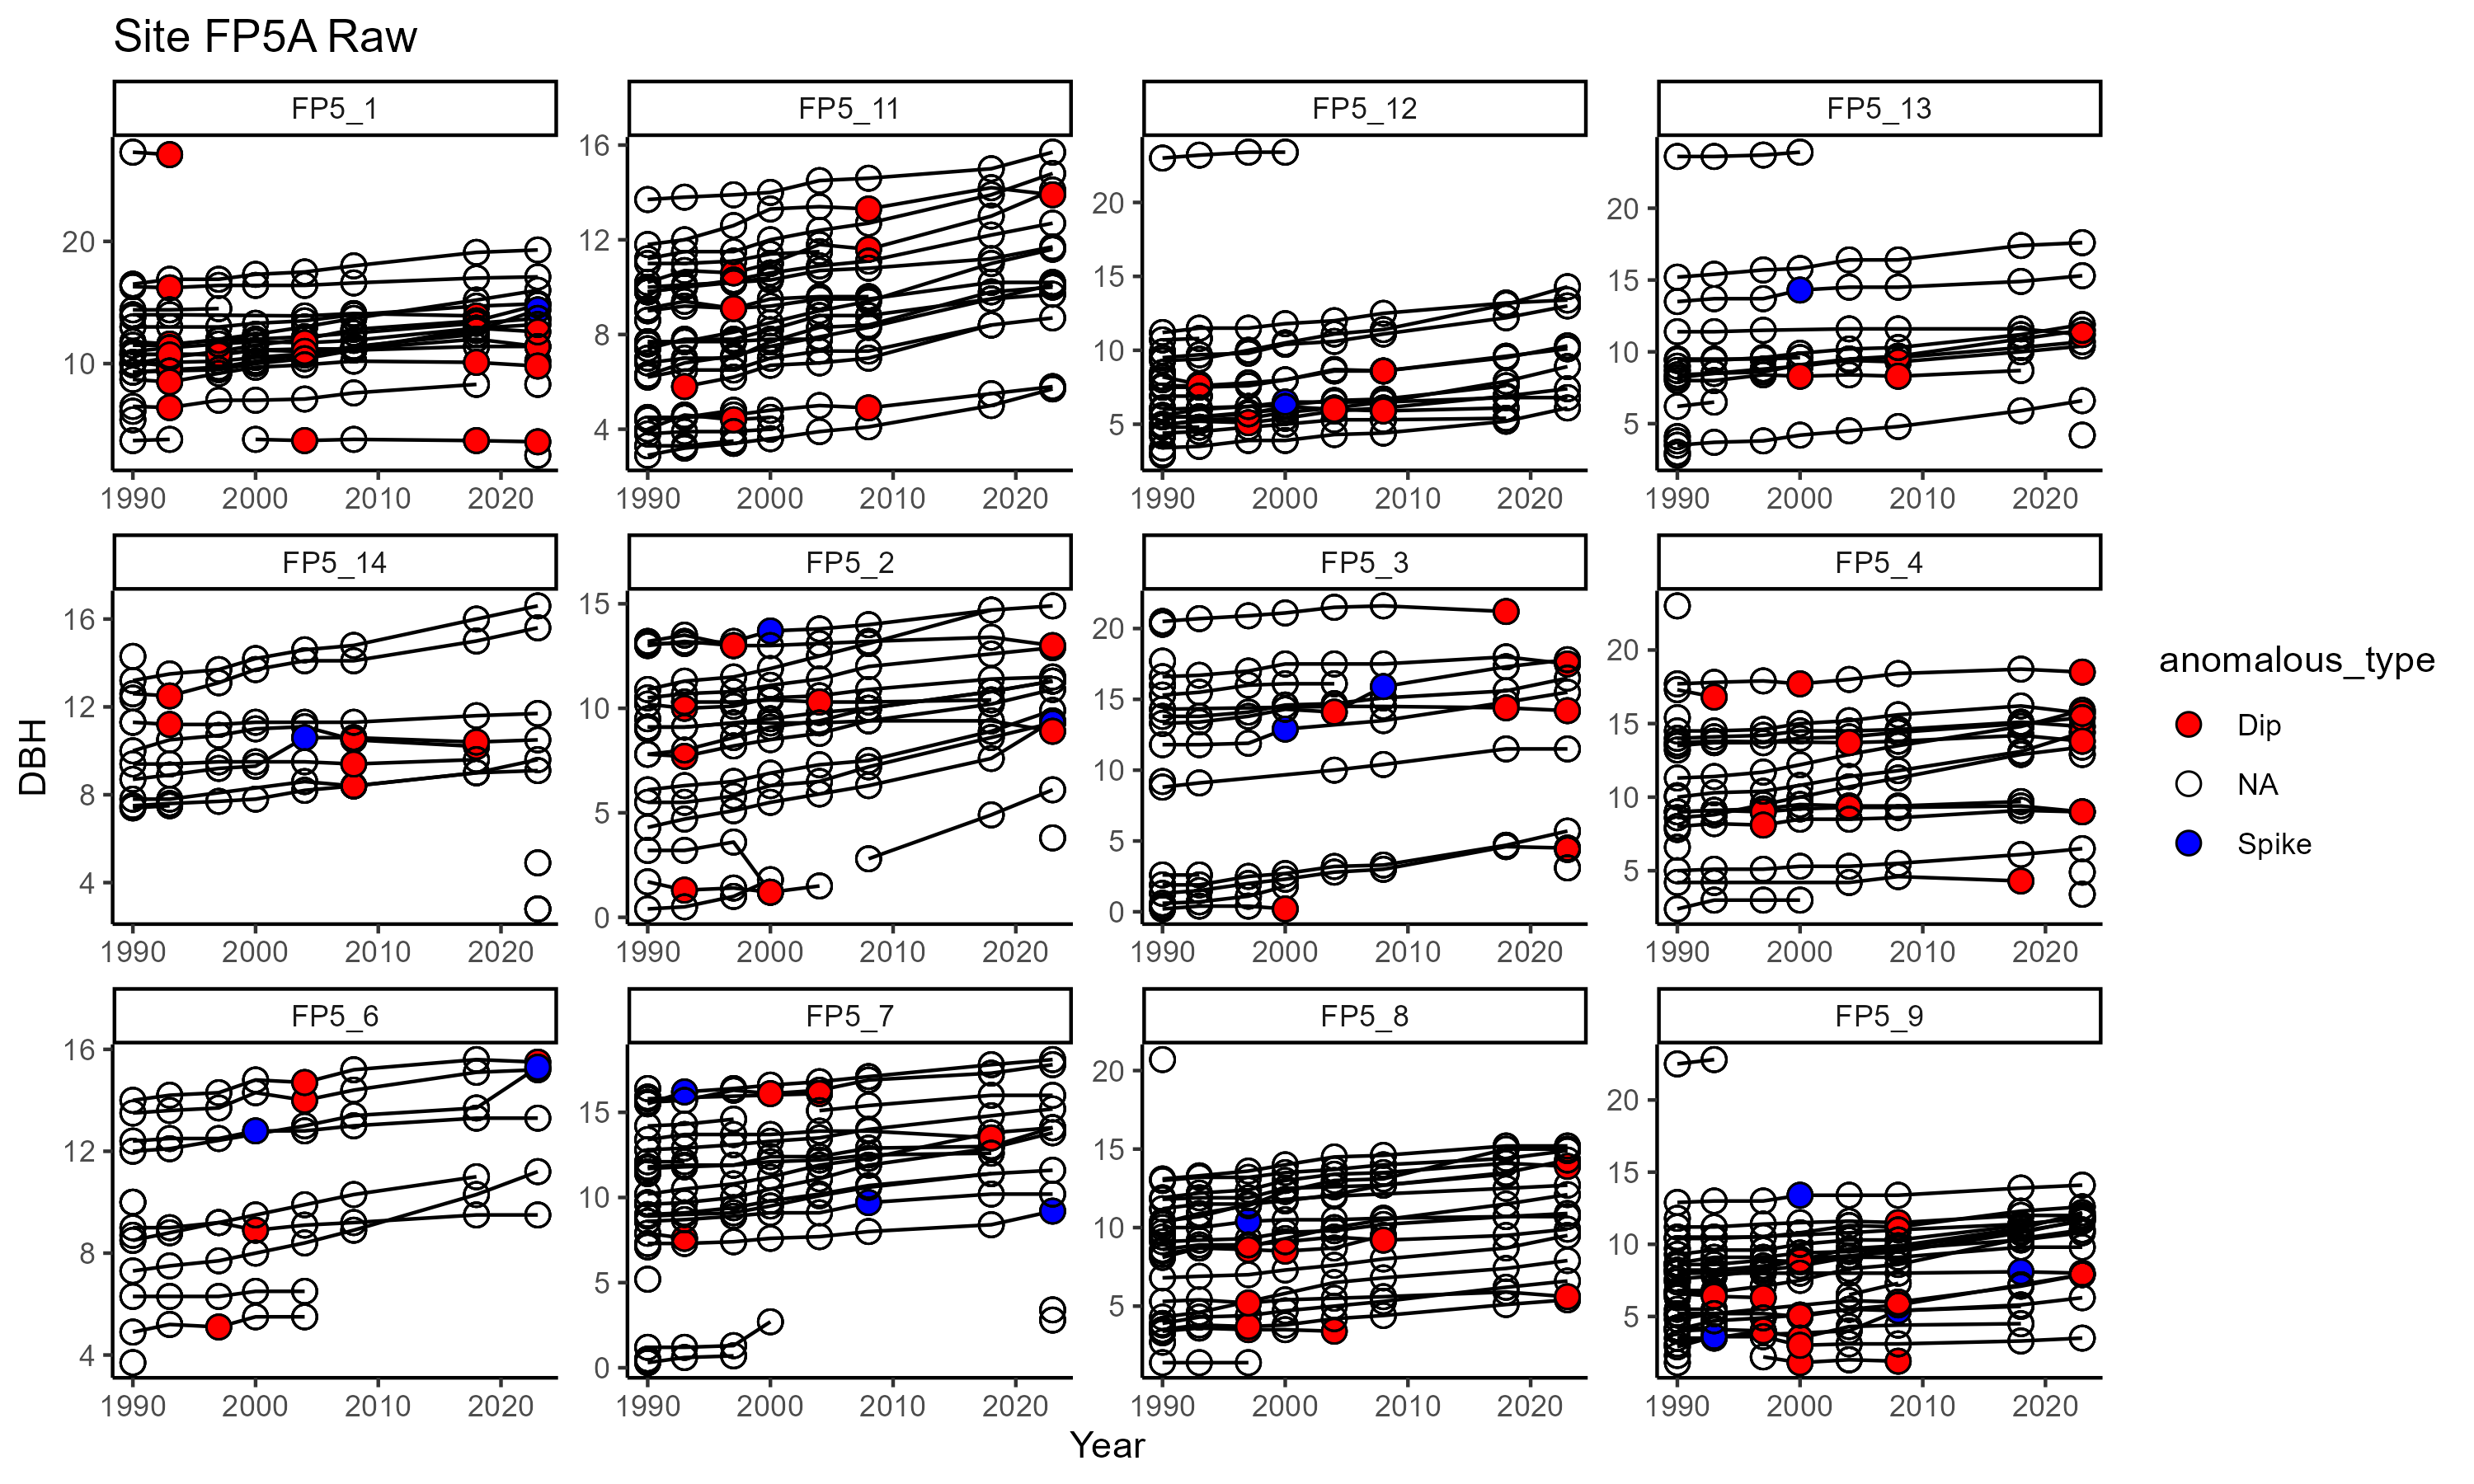 Site FP5A Raw
FP5_1 FP5_11 FP5_12 FP5_13
20 10
16 12 8 4
20 15 10 5
20 15 10 5
1990 2000 2010 2020 1990 2000 2010 2020 1990 2000 2010 2020 1990 2000 2010 2020
FP5_14 FP5_2 FP5_3 FP5_4
DBH
16 12 8 4
15 10 5 0
20 15 10 5 0
20 15 10 5
1990 2000 2010 2020 1990 2000 2010 2020 1990 2000 2010 2020 1990 2000 2010 2020
FP5_6 FP5_7 FP5_8 FP5_9
16 12 8 4
15 10 5 0
20 15 10 5
20 15 10 5
1990 2000 2010 2020 1990 2000 2010 2020 1990 2000 2010 2020 1990 2000 2010 2020
Year
anomalous_type
Dip
NA
Spike